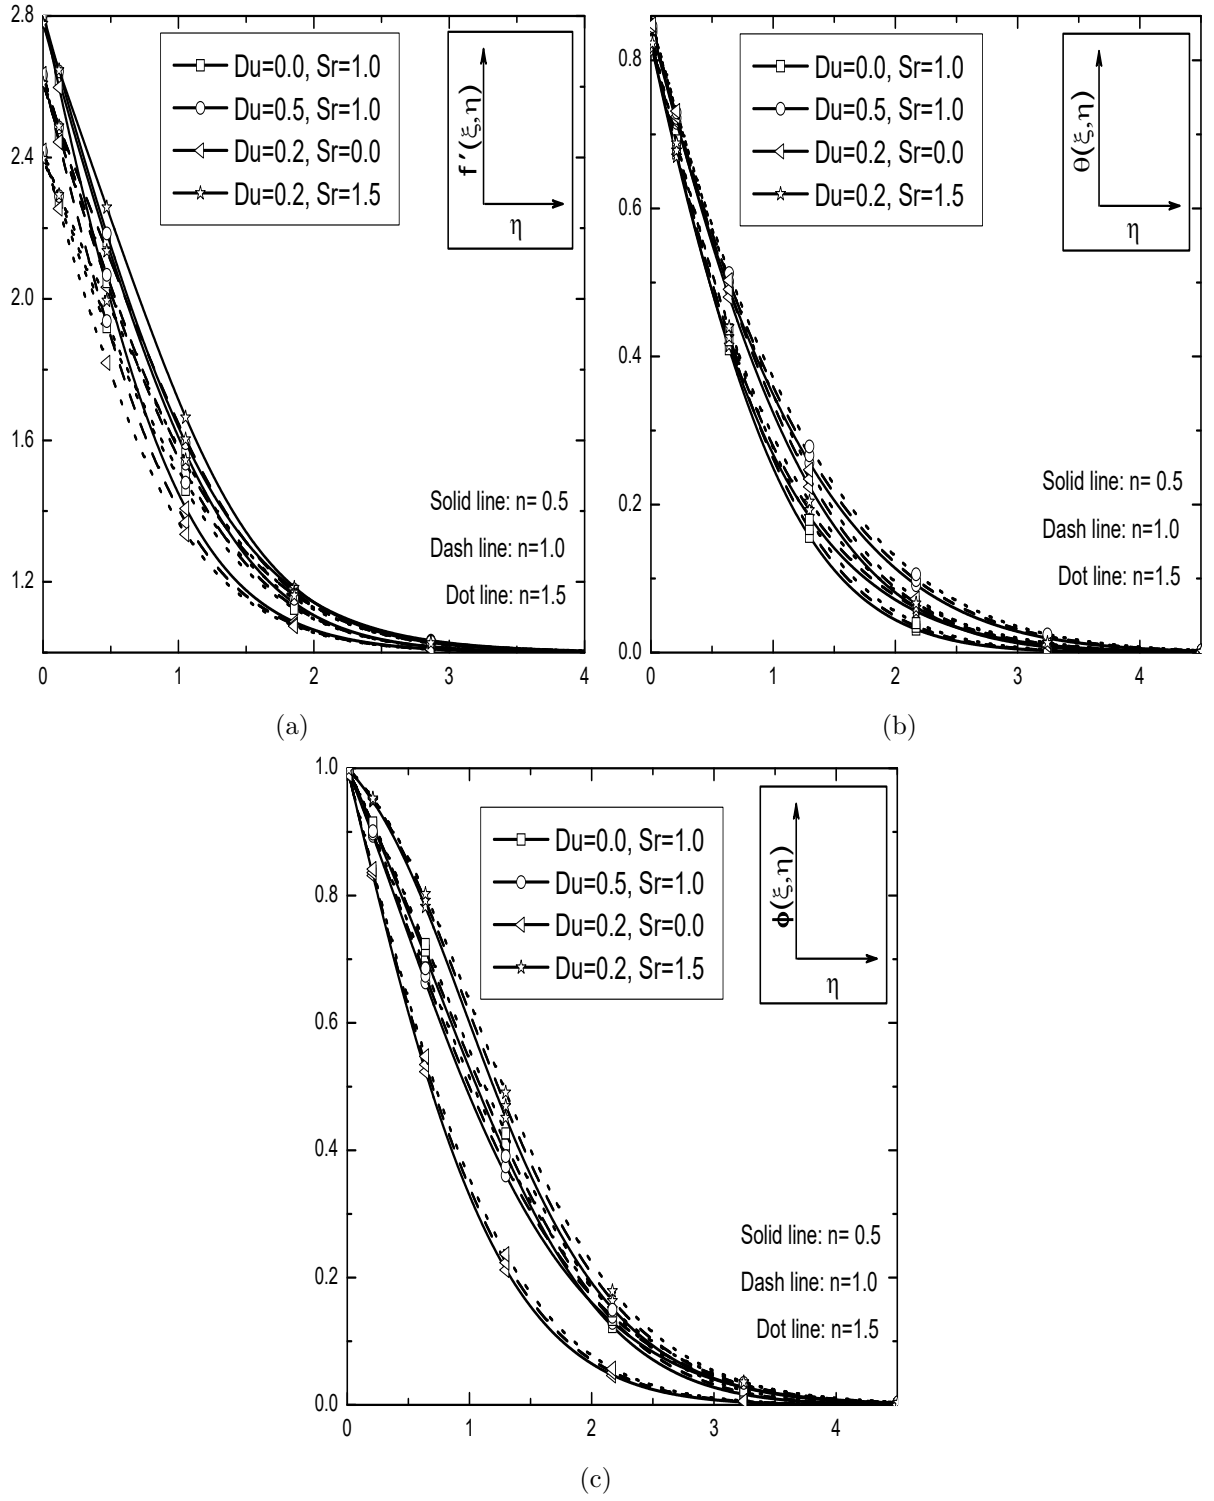 2.8
2.4
2.0
1.6
1.2
0
1
2
3
4
Du=0.0, Sr=1.0
Du=0.5, Sr=1.0
Du=0.2, Sr=0.0
Du=0.2, Sr=1.5
f ′(ξ,η)
η
Solid line: n= 0.5
Dash line: n=1.0
Dot line: n=1.5
(a)
0.8
0.6
0.4
0.2
0.0
0
1
2
3
4
Du=0.0, Sr=1.0
Du=0.5, Sr=1.0
Du=0.2, Sr=0.0
Du=0.2, Sr=1.5
θ(ξ,η)
η
Solid line: n= 0.5
Dash line: n=1.0
Dot line: n=1.5
(b)
1.0
0.8
0.6
0.4
0.2
0.0
0
1
2
3
4
Du=0.0, Sr=1.0
Du=0.5, Sr=1.0
Du=0.2, Sr=0.0
Du=0.2, Sr=1.5
ϕ(ξ,η)
η
Solid line: n= 0.5
Dash line: n=1.0
Dot line: n=1.5
(c)